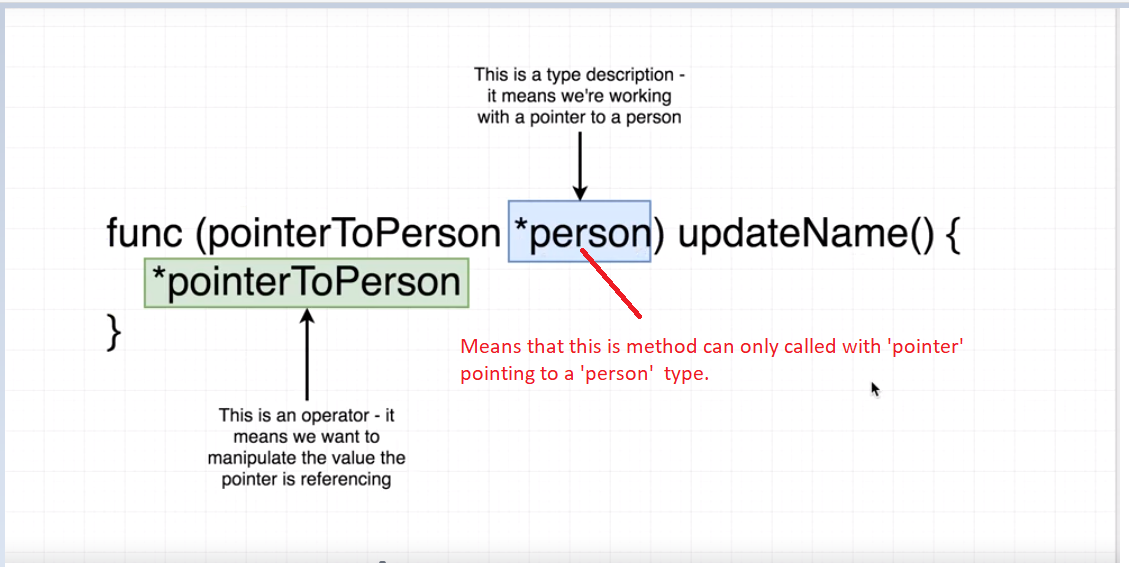 This is a type description -
it means we're working
with a pointer to a person
func (pointerToPerson *person) updateName() {
*pointerToPerson
}
Means that this is method can only called with 'pointer'
pointing to a 'person' type.
This is an operator - it
means we want to
manipulate the value the
pointer is referencing